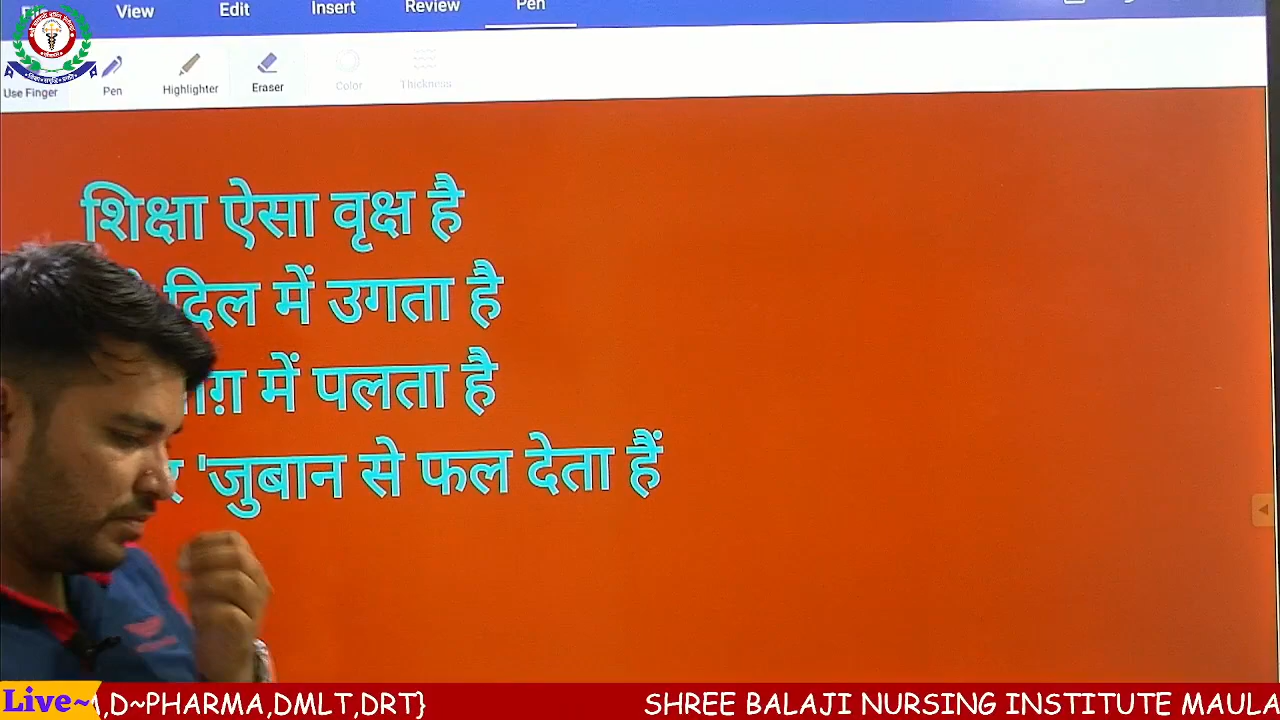 View Edit Insert Review Pen
Use Finger Pen Highlighter Eraser Color Thickness
शिक्षा ऐसा वृक्ष है
दिल में उगता है
में पलता है
'जुबान से फल देता हैं
Live~ ,D~PHARMA,DMLT,DRT} SHREE BALAJI NURSING INSTITUTE MAULA